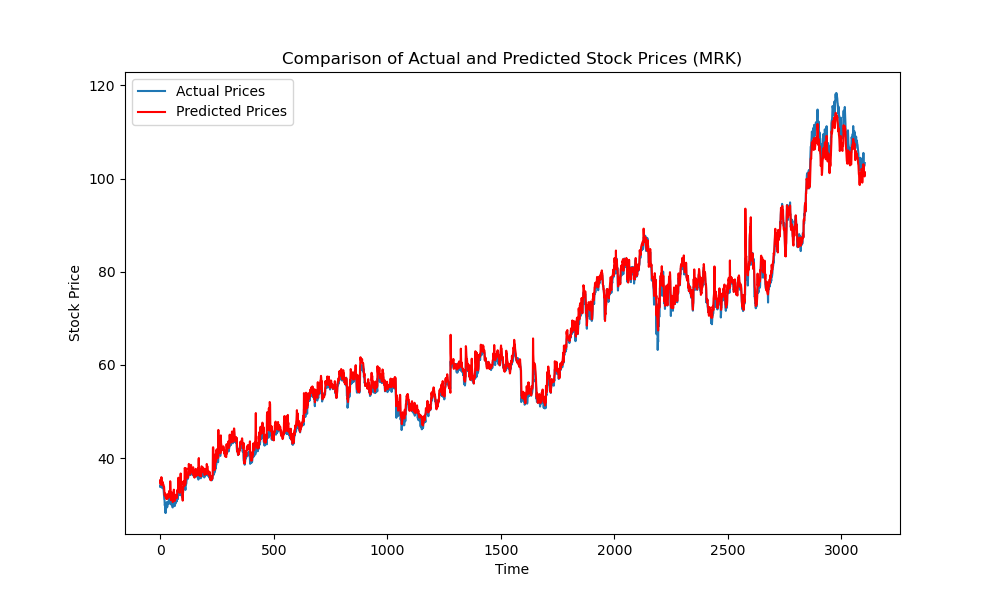 Comparison of Actual and Predicted Stock Prices (MRK)
Actual Prices
Predicted Prices
Stock Price
120
100
80
60
40
0 500 1000 1500 2000 2500 3000
Time